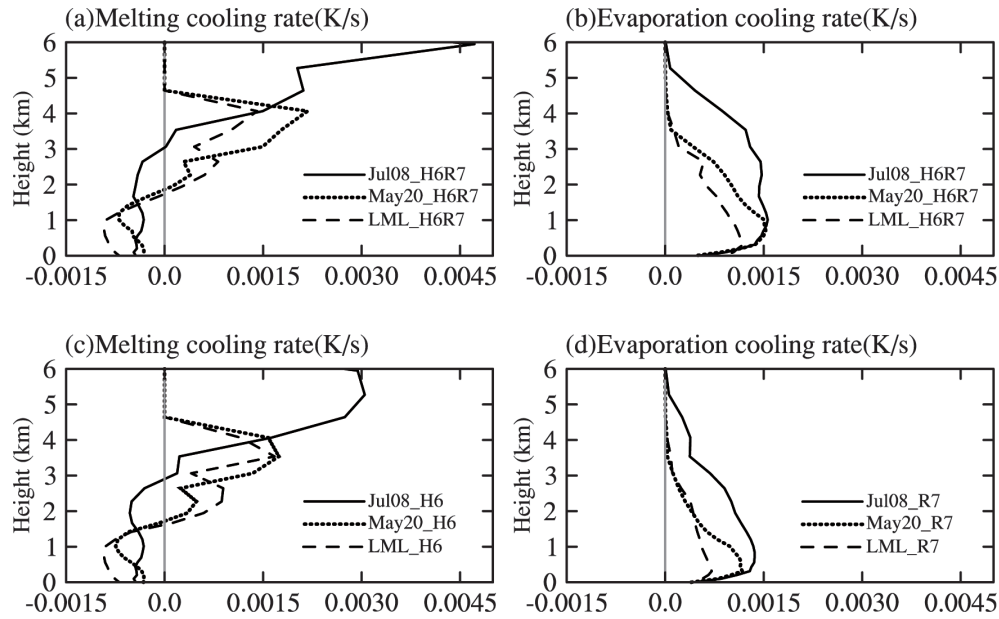 (a)Melting cooling rate(K/s)
6
5
4
3
2
1
0
Height (km)
Jul08_H6R7
May20_H6R7
LML_H6R7
-0.0015 0.0 0.0015 0.0030 0.0045
(b)Evaporation cooling rate(K/s)
6
5
4
3
2
1
0
Height (km)
Jul08_H6R7
May20_H6R7
LML_H6R7
-0.0015 0.0 0.0015 0.0030 0.0045
(c)Melting cooling rate(K/s)
6
5
4
3
2
1
0
Height (km)
Jul08_H6
May20_H6
LML_H6
-0.0015 0.0 0.0015 0.0030 0.0045
(d)Evaporation cooling rate(K/s)
6
5
4
3
2
1
0
Height (km)
Jul08_R7
May20_R7
LML_R7
-0.0015 0.0 0.0015 0.0030 0.0045